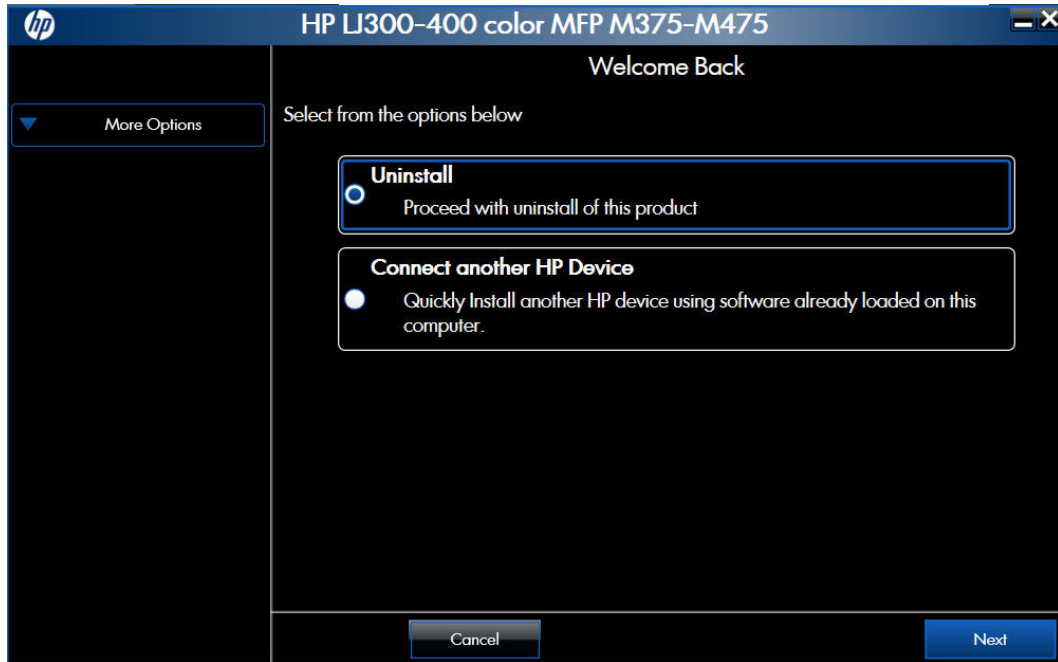 hp
HP LJ300-400 color MFP M375-M475
Welcome Back
More Options
Select from the options below
Uninstall
Proceed with uninstall of this product
Connect another HP Device
Quickly Install another HP device using software already loaded on this
computer.
Cancel
Next